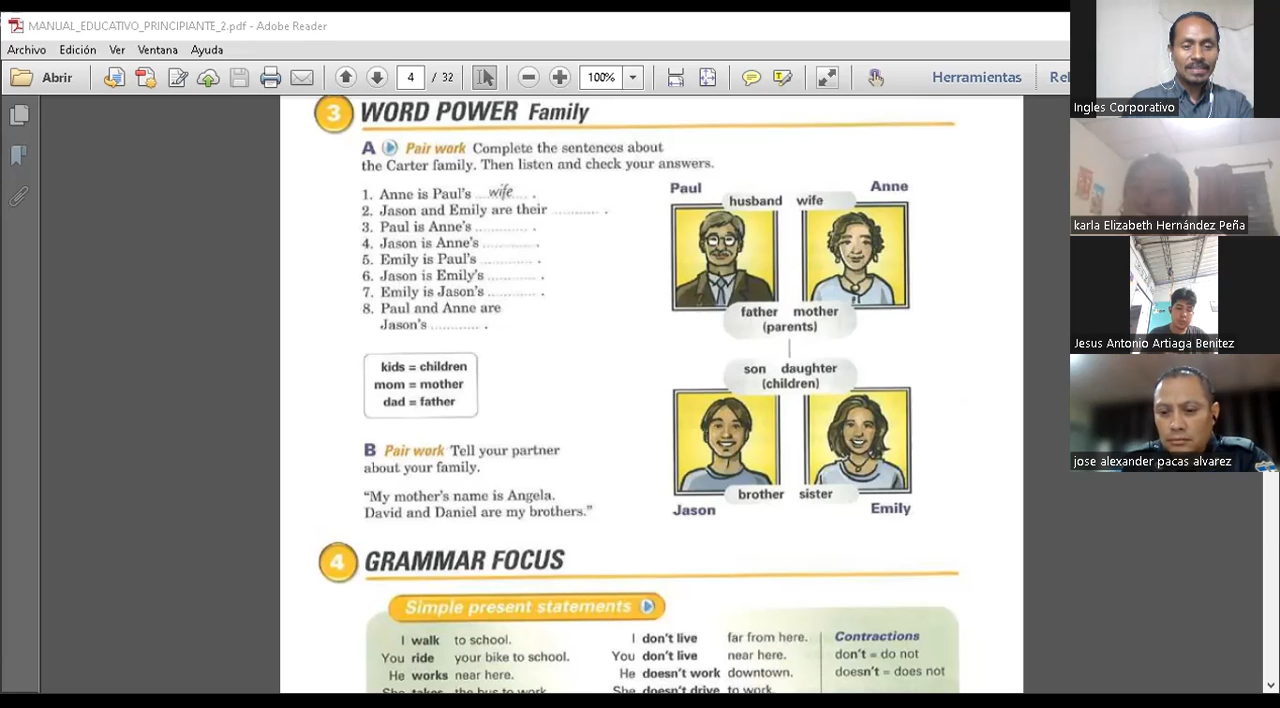 MANUAL_EDUCATIVO_PRINCIPIANTE_2.pdf - Adobe Reader
Archivo Edición Ver Ventana Ayuda
Abrir 4 / 32 100% Herramientas
3 WORD POWER Family
A Pair work Complete the sentences about
the Carter family. Then listen and check your answers.
1. Anne is Paul's wife .
2. Jason and Emily are their ............ .
3. Paul is Anne's ............ .
4. Jason is Anne's ............ .
5. Emily is Paul's ............ .
6. Jason is Emily's ............ .
7. Emily is Jason's ............ .
8. Paul and Anne are
Jason's ............ .
kids = children
mom = mother
dad = father
B Pair work Tell your partner
about your family.
"My mother's name is Angela.
David and Daniel are my brothers."
Paul Anne
husband wife
father mother
(parents)
son daughter
(children)
brother sister
Jason Emily
4 GRAMMAR FOCUS
Simple present statements
I walk to school.
You ride your bike to school.
He works near here.
She takes the bus to work.
I don't live far from here.
You don't live near here.
He doesn't work downtown.
She doesn't drive to work.
Contractions
don't = do not
doesn't = does not
Ingles Corporativo
karla Elizabeth Hernández Peña
Jesus Antonio Artiaga Benitez
jose alexander pacas alvarez